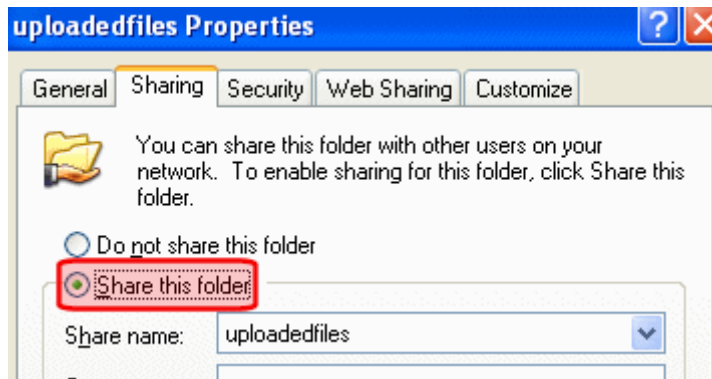 uploadedfiles Properties
General Sharing Security Web Sharing Customize
You can share this folder with other users on your
network. To enable sharing for this folder, click Share this
folder.
Do not share this folder
Share this folder
Share name: uploadedfiles